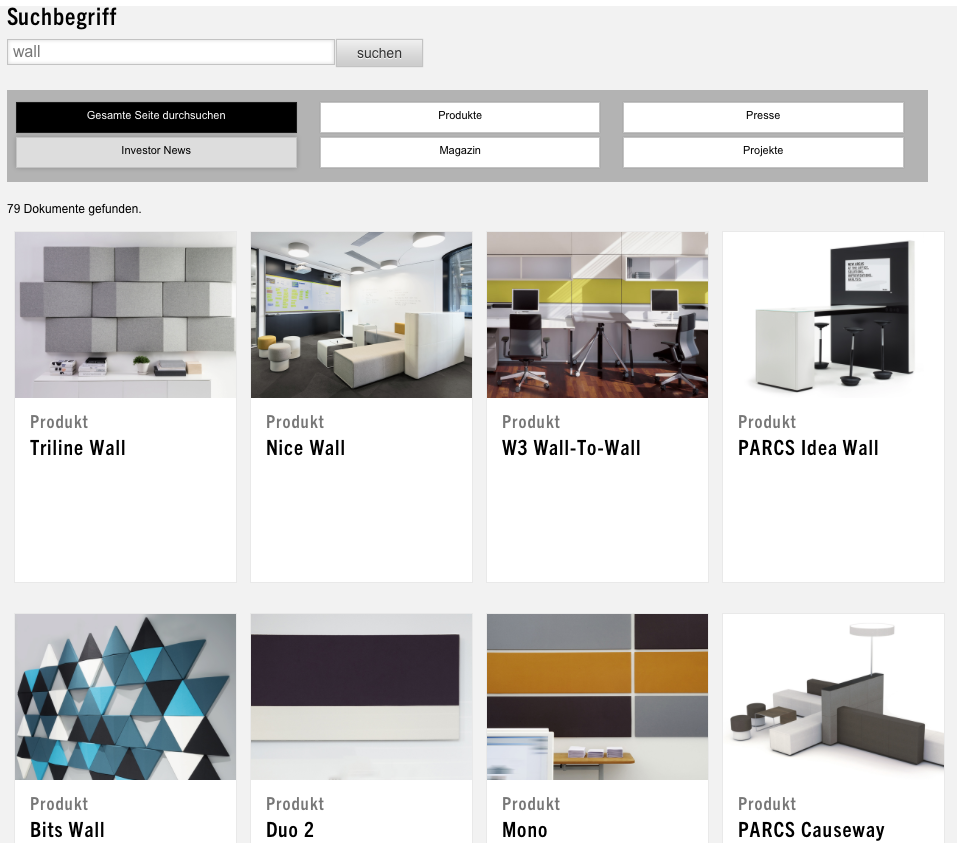 Suchbegriff
wall
suchen
Gesamte Seite durchsuchen
Produkte
Presse
Investor News
Magazin
Projekte
79 Dokumente gefunden.
Produkt
Triline Wall
Produkt
Nice Wall
Produkt
W3 Wall-To-Wall
Produkt
PARCS Idea Wall
Produkt
Bits Wall
Produkt
Duo 2
Produkt
Mono
Produkt
PARCS Causeway